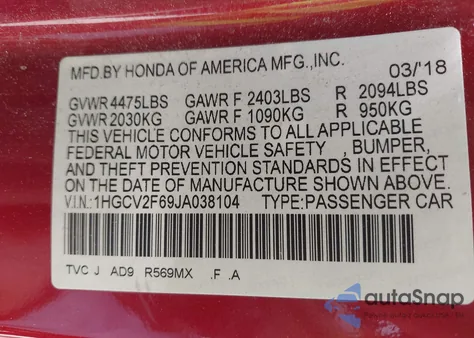 MFD.BY HONDA OF AMERICA MFG.,INC.
03/'18
GVWR 4475LBS GAWR F 2403LBS R 2094LBS
GVWR 2030KG GAWR F 1090KG R 950KG
THIS VEHICLE CONFORMS TO ALL APPLICABLE
FEDERAL MOTOR VEHICLE SAFETY , BUMPER,
AND THEFT PREVENTION STANDARDS IN EFFECT
ON THE DATE OF MANUFACTURE SHOWN ABOVE.
V.I.N.:1HGCV2F69JA038104 TYPE:PASSENGER CAR
TVC J AD9 R569MX .F .A
autoSnap